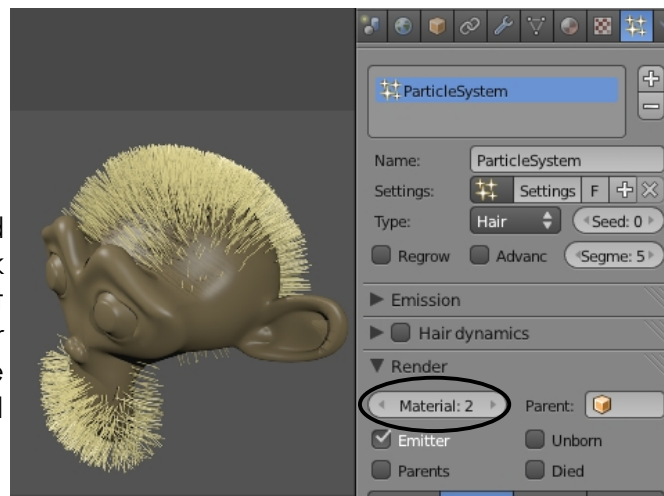 ParticleSystem
Name: ParticleSystem
Settings: Settings F
Type: Hair Seed: 0
Regrow Advanc Segme: 5
Emission
Hair dynamics
Render
Material: 2 Parent:
Emitter Unborn
Parents Died